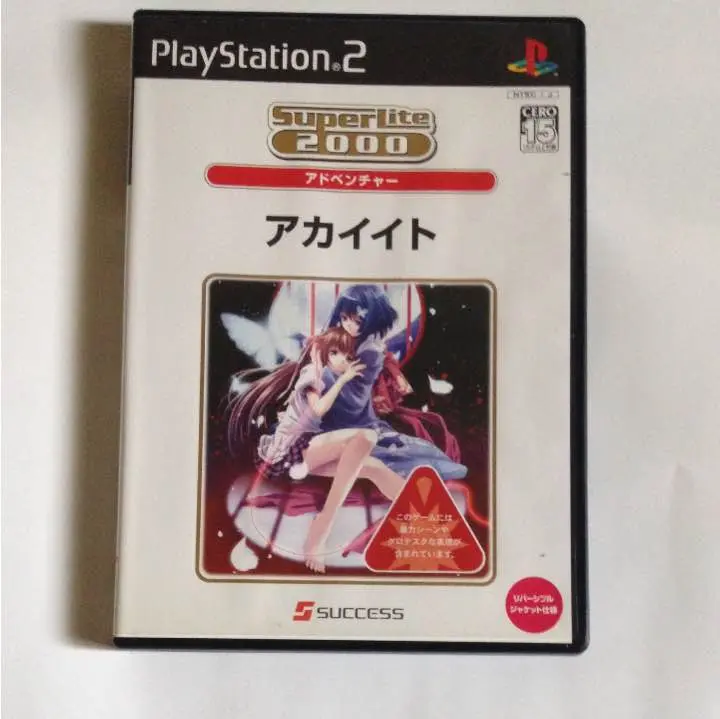 PlayStation®2
CERO
15
SuperLite
2000
アドベンチャー
アカイイト
このゲームには
暴力シーンや
グロテスクな表現が
含まれています。
SUCCESS
リバーシブル
ジャケット仕様